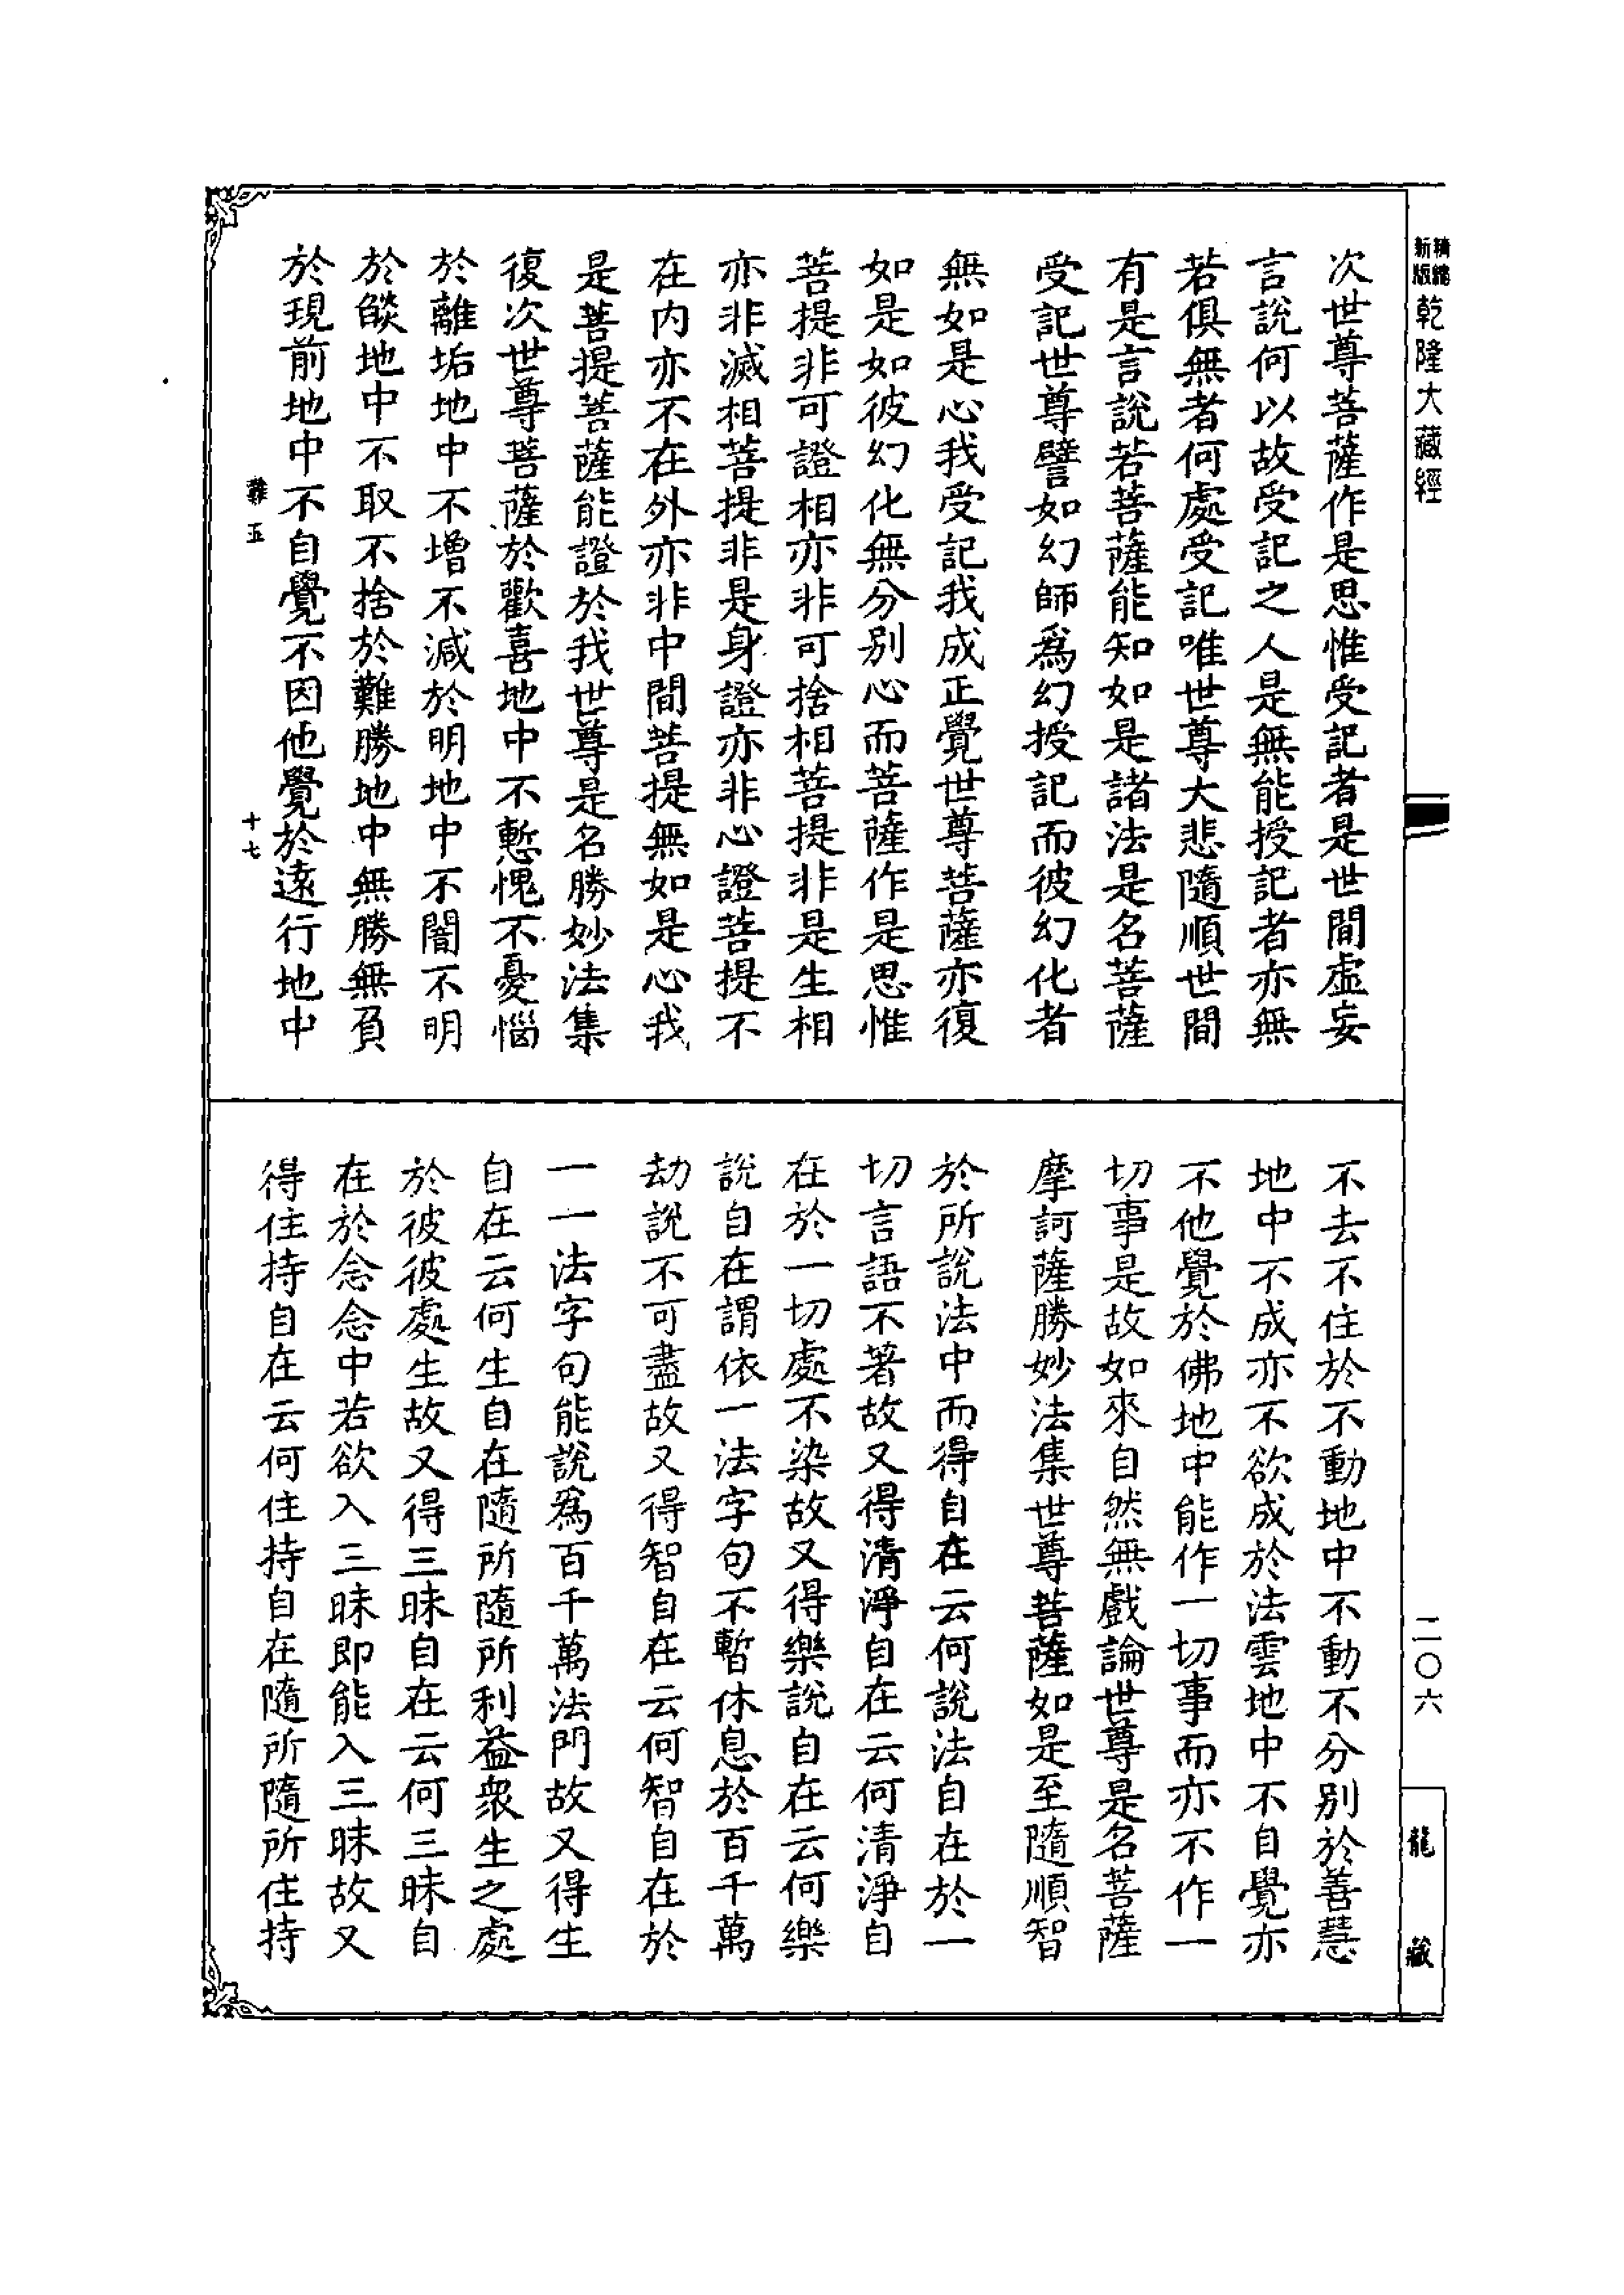 新版精縮乾隆大藏經
次世尊菩薩作是思惟受記者是世間虛妄
言說何以故受記之人是無能授記者亦無
若俱無者何處受記唯世尊大悲隨順世間
有是言說若菩薩能知如是諸法是名菩薩
受記世尊譬如幻師為幻授記而彼幻化者
無如是心我受記我成正覺世尊菩薩亦復
如是如彼幻化無分別心而菩薩作是思惟
菩提非可證相亦非可捨相菩提非是生相
亦非滅相菩提非是身證亦非心證菩提不
在內亦不在外亦非中間菩提無如是心我
是菩提菩薩能證於我世尊是名勝妙法集
復次世尊菩薩於歡喜地中不慙愧不憂惱
於離垢地中不增不減於明地中不闇不明
於燄地中不取不捨於難勝地中無勝無負
於現前地中不自覺不因他覺於遠行地中
五
十七
不去不住於不動地中不動不分別於善慧
地中不成亦不欲成於法雲地中不自覺亦
不他覺於佛地中能作一切事而亦不作一
切事是故如來自然無戲論世尊是名菩薩
摩訶薩勝妙法集世尊菩薩如是至隨順智
於所說法中而得自在云何說法自在於一
切言語不著故又得清淨自在云何清淨自
在於一切處不染故又得樂說自在云何樂
說自在謂依一法字句不暫休息於百千萬
劫說不可盡故又得智自在云何智自在於
一一法字句能說為百千萬法門故又得生
自在云何生自在隨所隨所利益衆生之處
於彼彼處生故又得三昧自在云何三昧自
在於念念中若欲入三昧即能入三昧故又
得住持自在云何住持自在隨所隨所住持
二〇六
龍藏